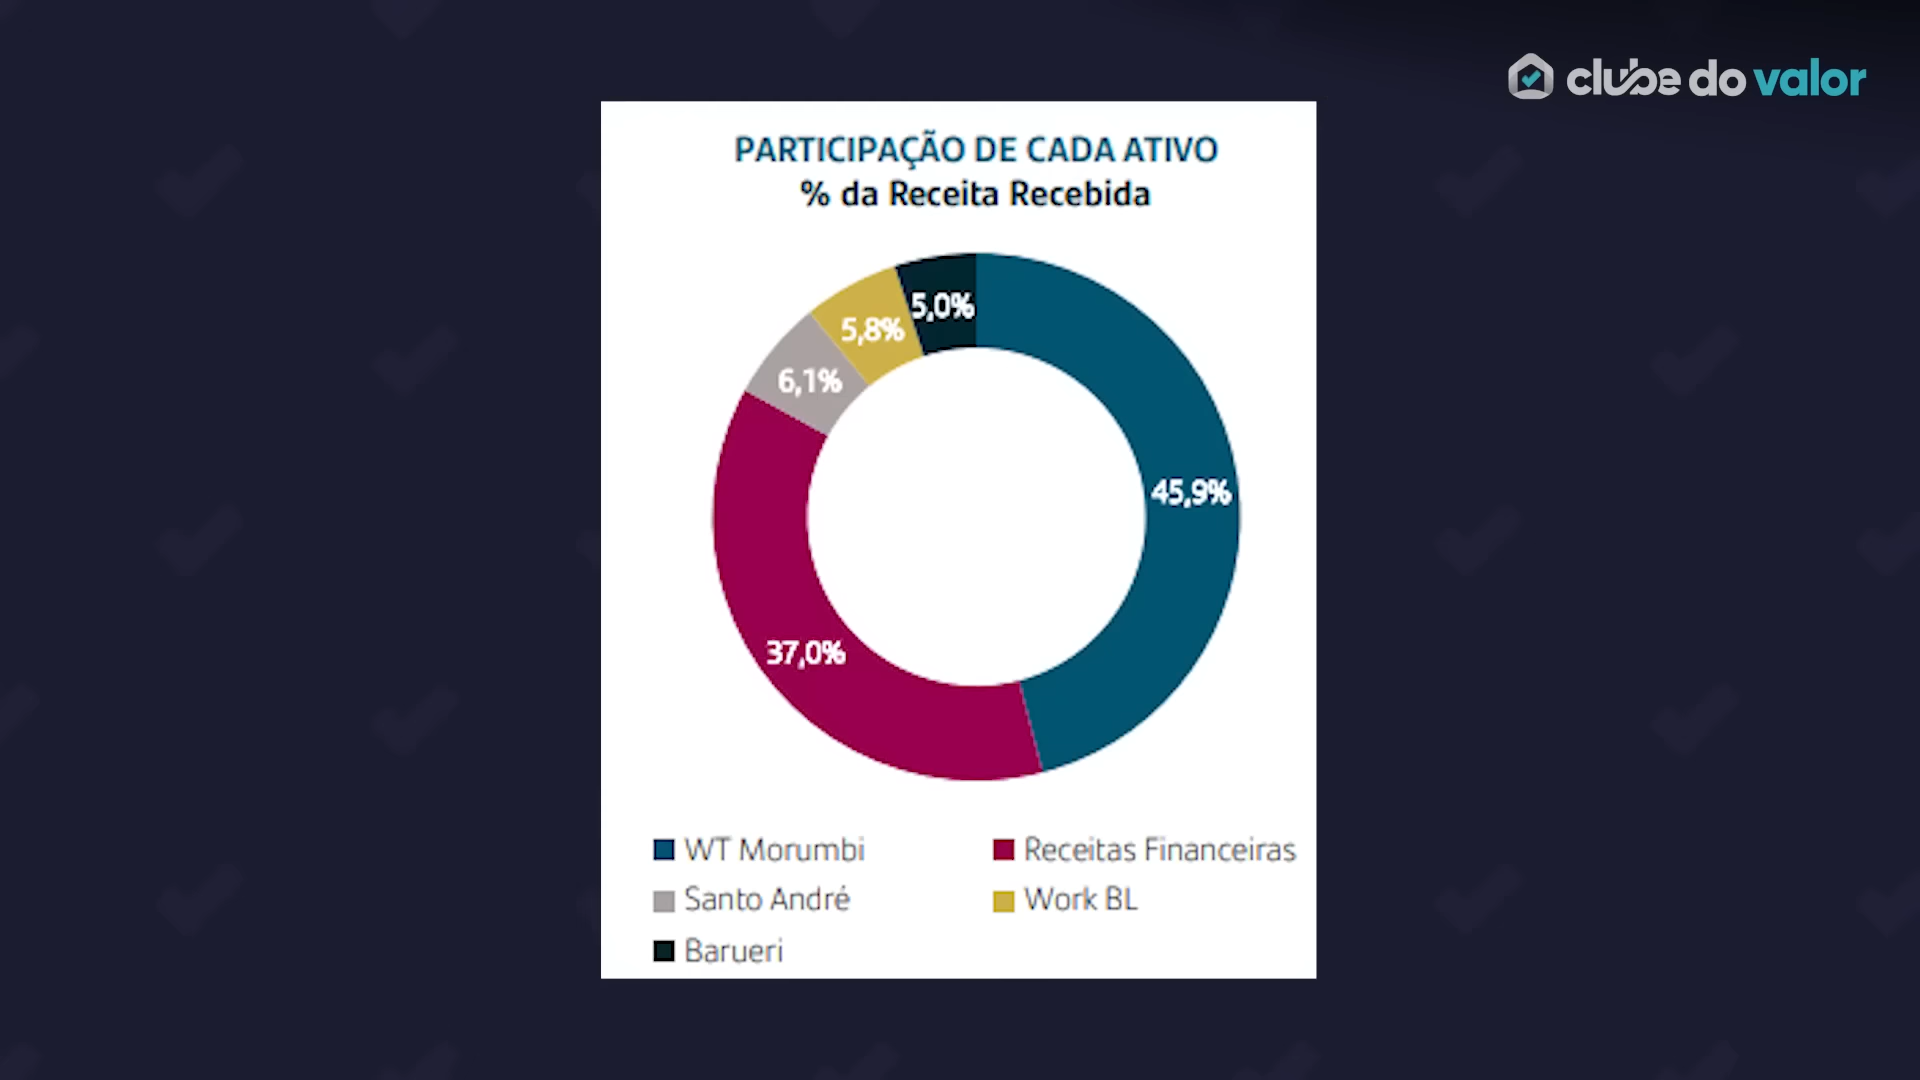 clube do valor
PARTICIPAÇÃO DE CADA ATIVO
% da Receita Recebida
5,0%
5,8%
6,1%
45,9%
37,0%
WT Morumbi
Receitas Financeiras
Santo André
Work BL
Barueri